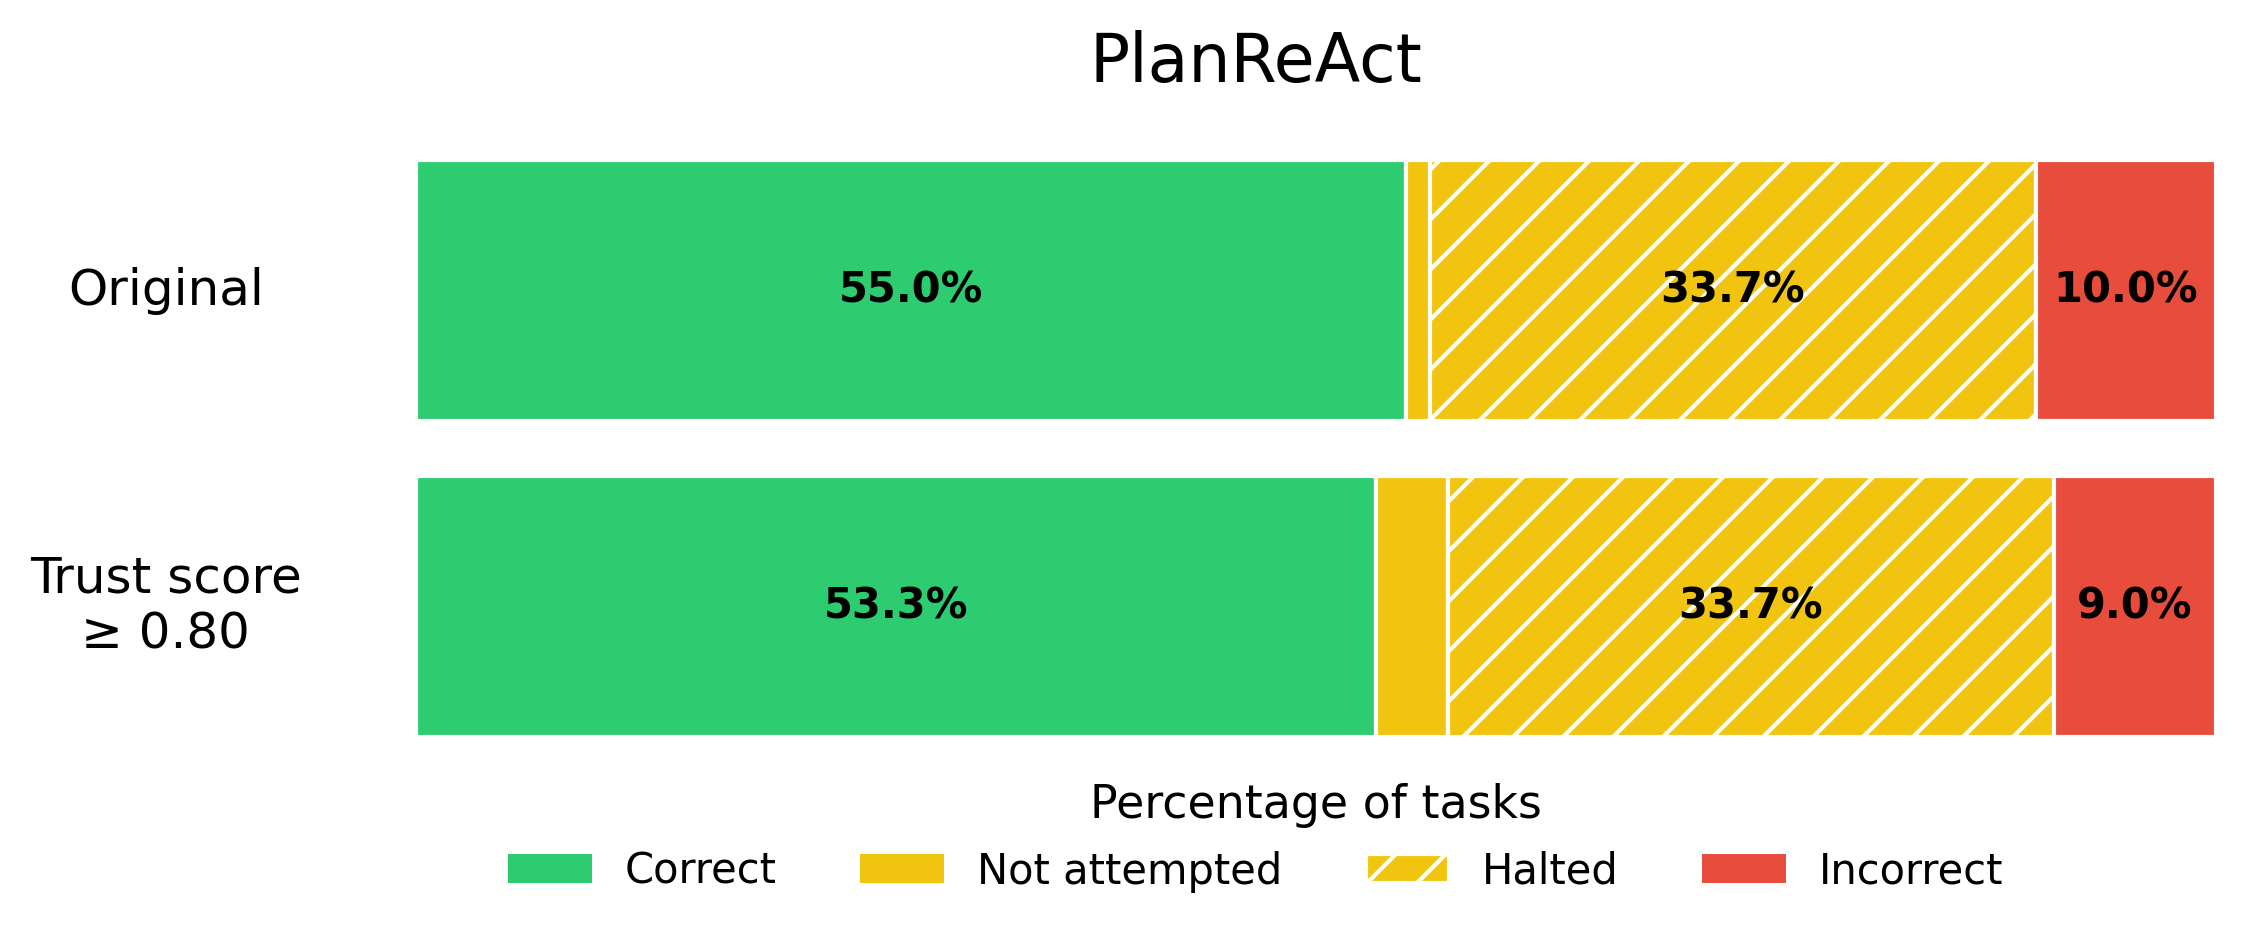 PlanReAct
Original
55.0%
33.7%
10.0%
Trust score
≥ 0.80
53.3%
33.7%
9.0%
Percentage of tasks
Correct
Not attempted
Halted
Incorrect